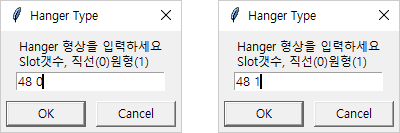 Hanger Type
Hanger 형상을 입력하세요
Slot갯수, 직선(0)원형(1)
48 0
OK Cancel
Hanger Type
Hanger 형상을 입력하세요
Slot갯수, 직선(0)원형(1)
48 1
OK Cancel